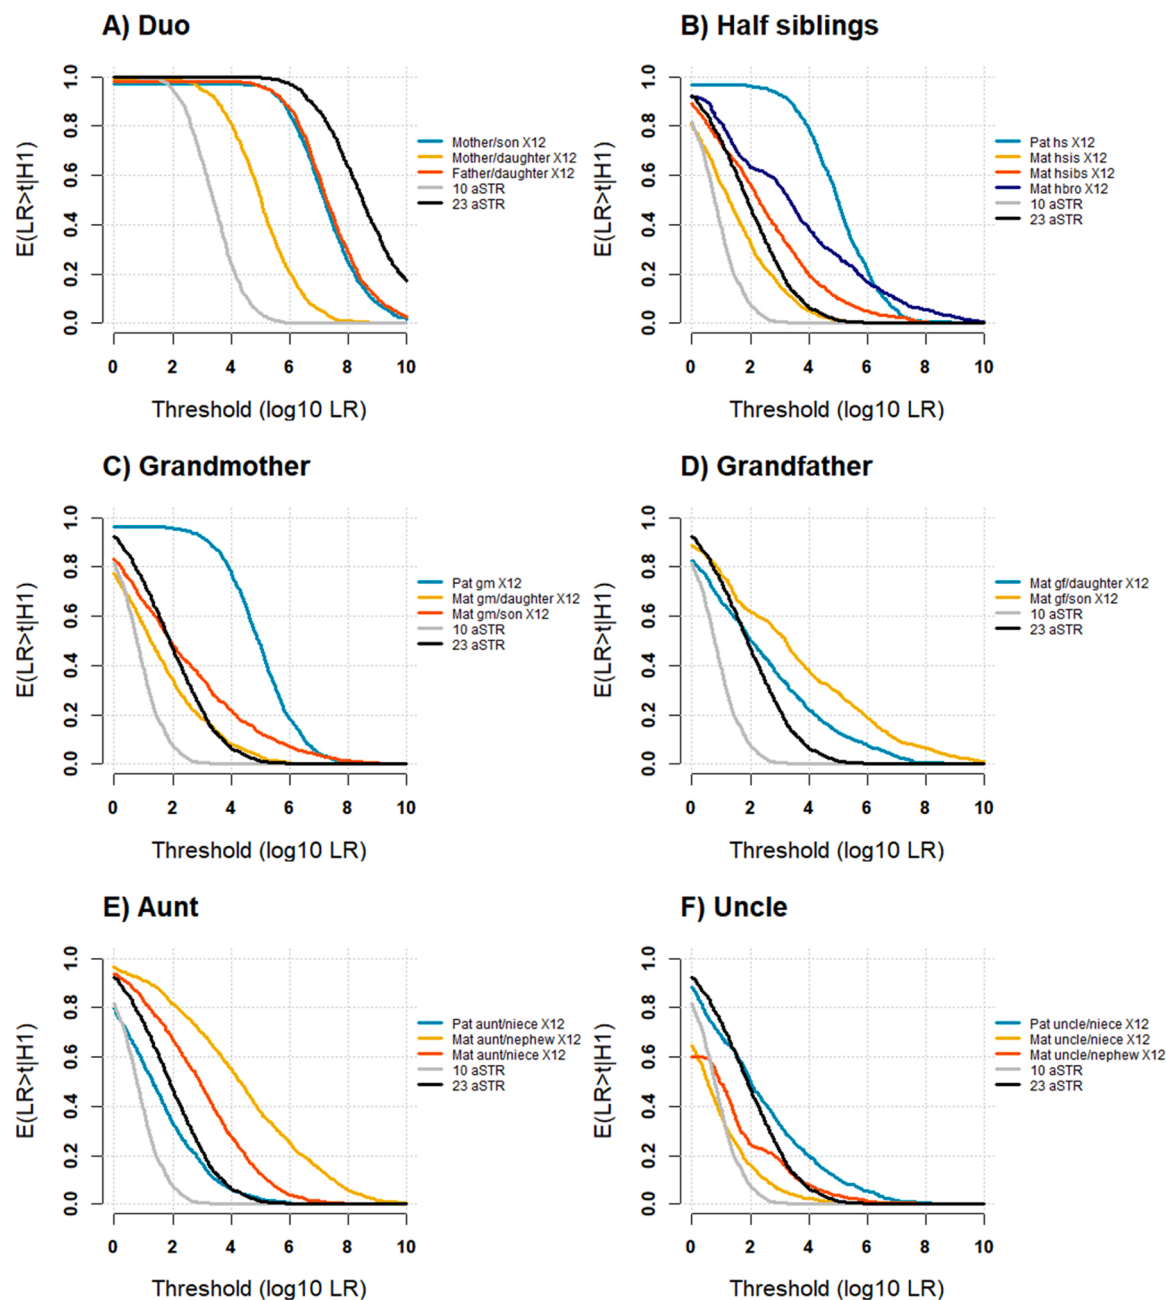 A) Duo
E(LR>t|H1)
1.0
0.8
0.6
0.4
0.2
0.0
0 2 4 6 8 10
Threshold (log10 LR)
Mother/son X12
Mother/daughter X12
Father/daughter X12
10 aSTR
23 aSTR
B) Half siblings
E(LR>t|H1)
1.0
0.8
0.6
0.4
0.2
0.0
0 2 4 6 8 10
Threshold (log10 LR)
Pat hs X12
Mat hsis X12
Mat hsibs X12
Mat hbro X12
10 aSTR
23 aSTR
C) Grandmother
E(LR>t|H1)
1.0
0.8
0.6
0.4
0.2
0.0
0 2 4 6 8 10
Threshold (log10 LR)
Pat gm X12
Mat gm/daughter X12
Mat gm/son X12
10 aSTR
23 aSTR
D) Grandfather
E(LR>t|H1)
1.0
0.8
0.6
0.4
0.2
0.0
0 2 4 6 8 10
Threshold (log10 LR)
Mat gf/daughter X12
Mat gf/son X12
10 aSTR
23 aSTR
E) Aunt
E(LR>t|H1)
1.0
0.8
0.6
0.4
0.2
0.0
0 2 4 6 8 10
Threshold (log10 LR)
Pat aunt/niece X12
Mat aunt/nephew X12
Mat aunt/niece X12
10 aSTR
23 aSTR
F) Uncle
E(LR>t|H1)
1.0
0.8
0.6
0.4
0.2
0.0
0 2 4 6 8 10
Threshold (log10 LR)
Pat uncle/niece X12
Mat uncle/niece X12
Mat uncle/nephew X12
10 aSTR
23 aSTR